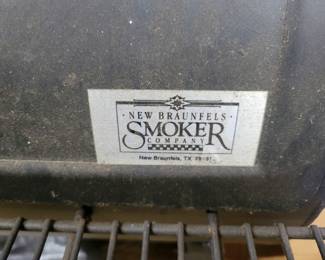 · NEW BRAUNFELS ·
SMOKER
COMPANY
New Braunfels, TX